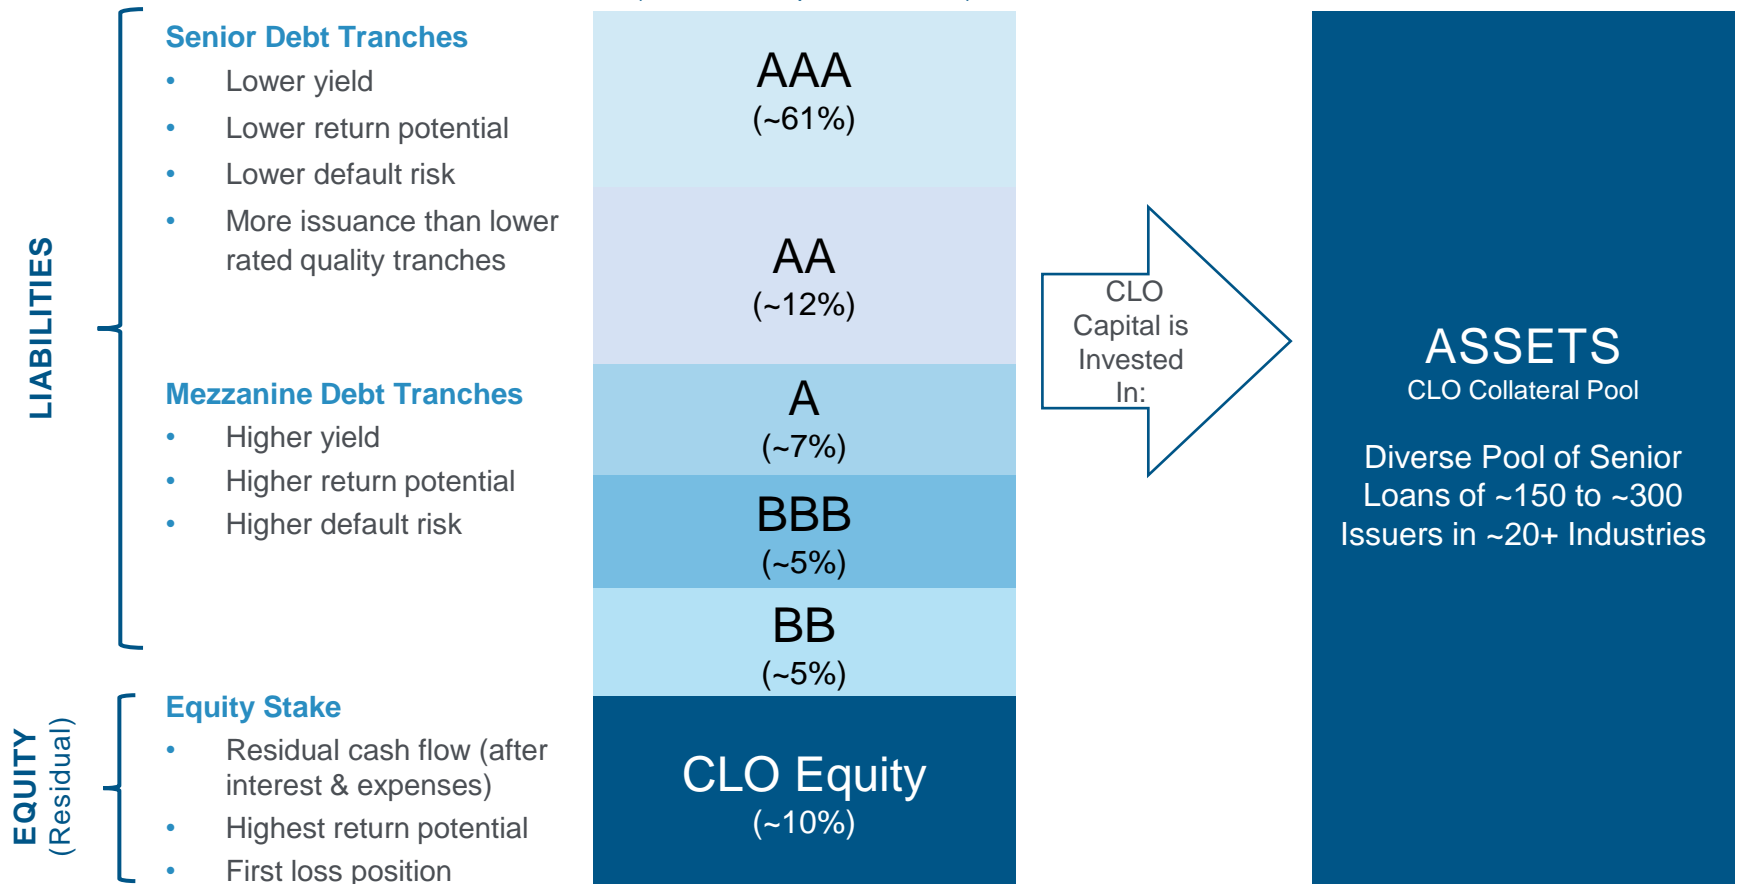 LIABILITIES
Senior Debt Tranches
• Lower yield
• Lower return potential
• Lower default risk
• More issuance than lower
rated quality tranches
Mezzanine Debt Tranches
• Higher yield
• Higher return potential
• Higher default risk
EQUITY
(Residual)
Equity Stake
• Residual cash flow (after
interest & expenses)
• Highest return potential
• First loss position
AAA
(~61%)
AA
(~12%)
A
(~7%)
BBB
(~5%)
BB
(~5%)
CLO Equity
(~10%)
CLO
Capital is
Invested
In:
ASSETS
CLO Collateral Pool
Diverse Pool of Senior
Loans of ~150 to ~300
Issuers in ~20+ Industries